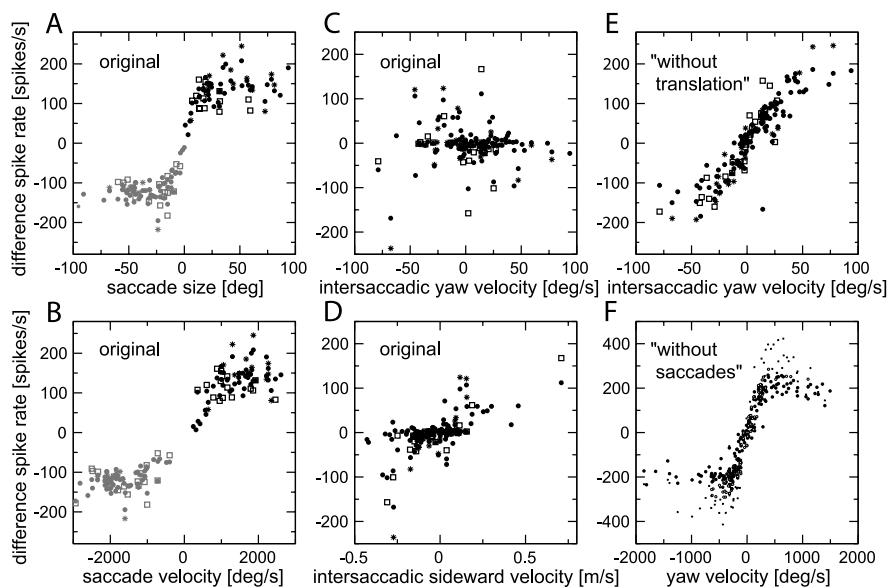 A
original
difference spike rate [spikes/s]
200
100
0
-100
-200
-100
-50
0
50
100
saccade size [deg]
C
original
200
100
0
-100
-200
-100
-50
0
50
100
intersaccadic yaw velocity [deg/s]
E
"without
translation"
200
100
0
-100
-200
-100
-50
0
50
100
intersaccadic yaw velocity [deg/s]
B
original
difference spike rate [spikes/s]
200
100
0
-100
-200
-2000
0
2000
saccade velocity [deg/s]
D
original
200
100
0
-100
-200
-0.5
0
0.5
intersaccadic sideward velocity [m/s]
F
"without
saccades"
400
200
0
-200
-400
-2000
-1000
0
1000
2000
yaw velocity [deg/s]